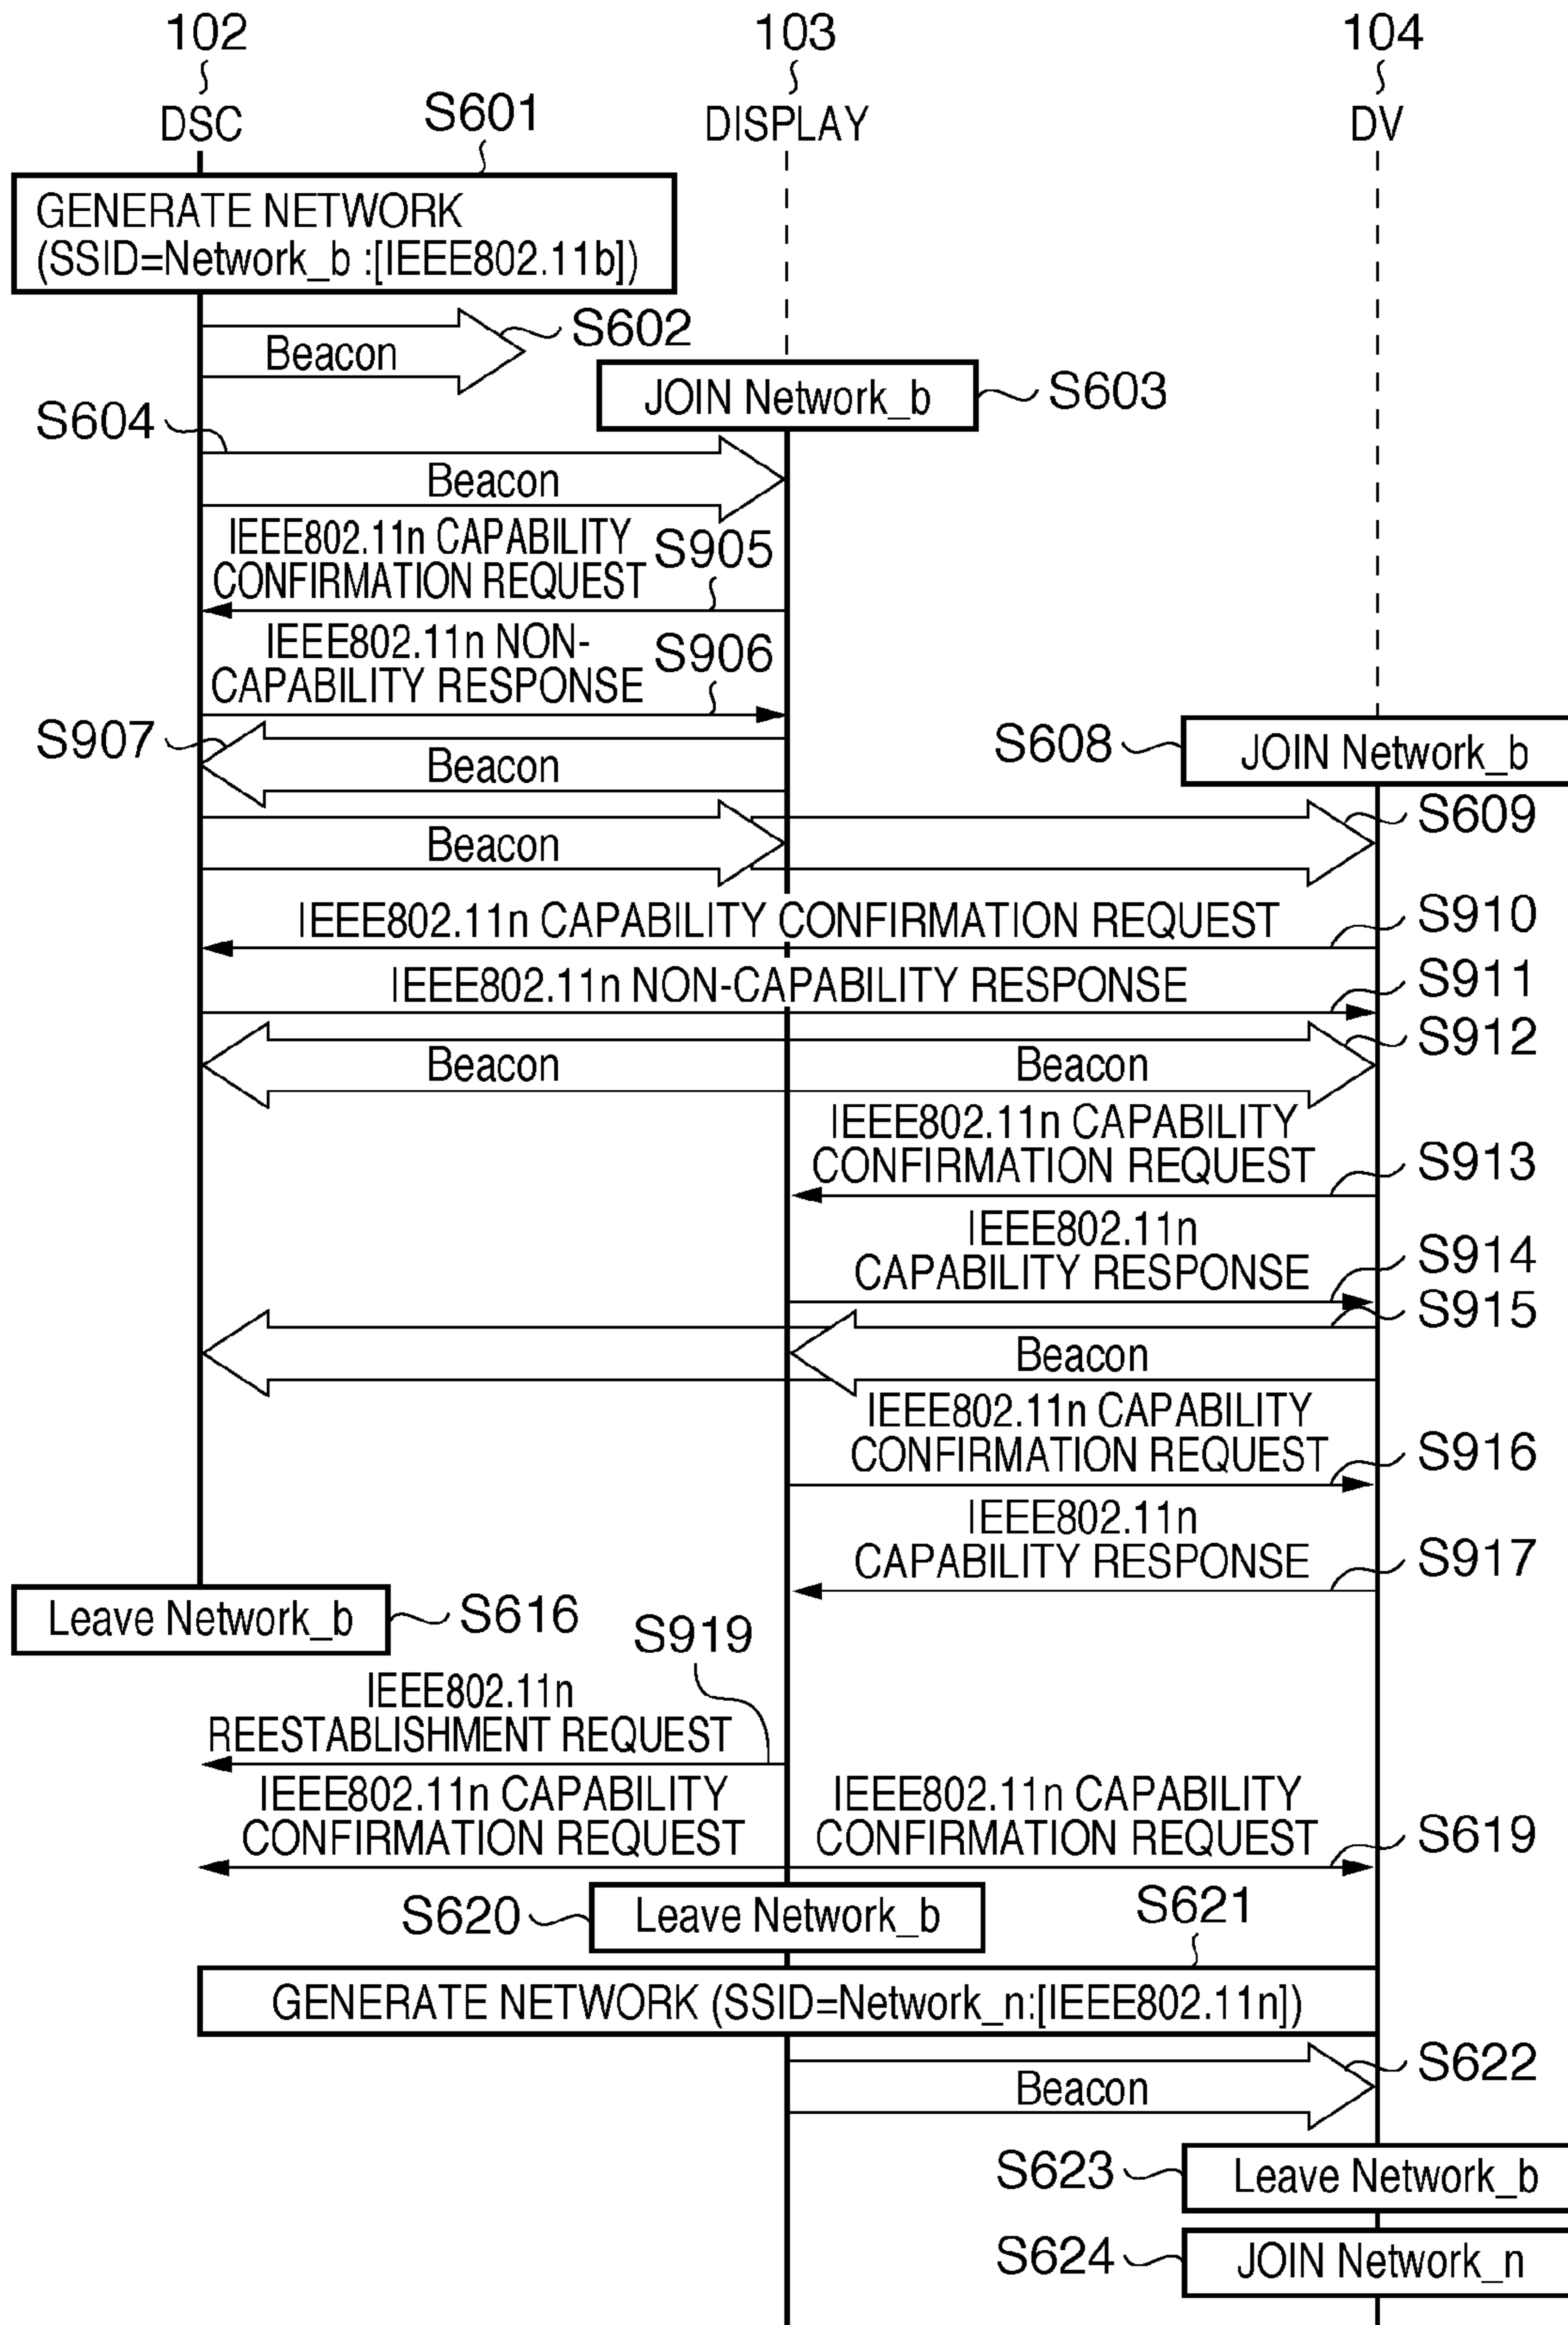 102
103
104
DSC
S601
DISPLAY
DV
GENERATE NETWORK
(SSID=Network_b :[IEEE802.11b])
Beacon
S602
JOIN Network_b
S603
S604
Beacon
IEEE802.11n CAPABILITY
CONFIRMATION REQUEST
S905
IEEE802.11n NON-
CAPABILITY RESPONSE
S906
S907
Beacon
S608
JOIN Network_b
Beacon
S609
IEEE802.11n CAPABILITY CONFIRMATION REQUEST
S910
IEEE802.11n NON-CAPABILITY RESPONSE
S911
Beacon
Beacon
S912
IEEE802.11n CAPABILITY
CONFIRMATION REQUEST
S913
IEEE802.11n
CAPABILITY RESPONSE
S914
S915
Beacon
IEEE802.11n CAPABILITY
CONFIRMATION REQUEST
S916
IEEE802.11n
CAPABILITY RESPONSE
S917
Leave Network_b
S616
S919
IEEE802.11n
REESTABLISHMENT REQUEST
IEEE802.11n CAPABILITY
CONFIRMATION REQUEST
IEEE802.11n CAPABILITY
CONFIRMATION REQUEST
S619
S620
Leave Network_b
S621
GENERATE NETWORK (SSID=Network_n:[IEEE802.11n])
Beacon
S622
S623
Leave Network_b
S624
JOIN Network_n